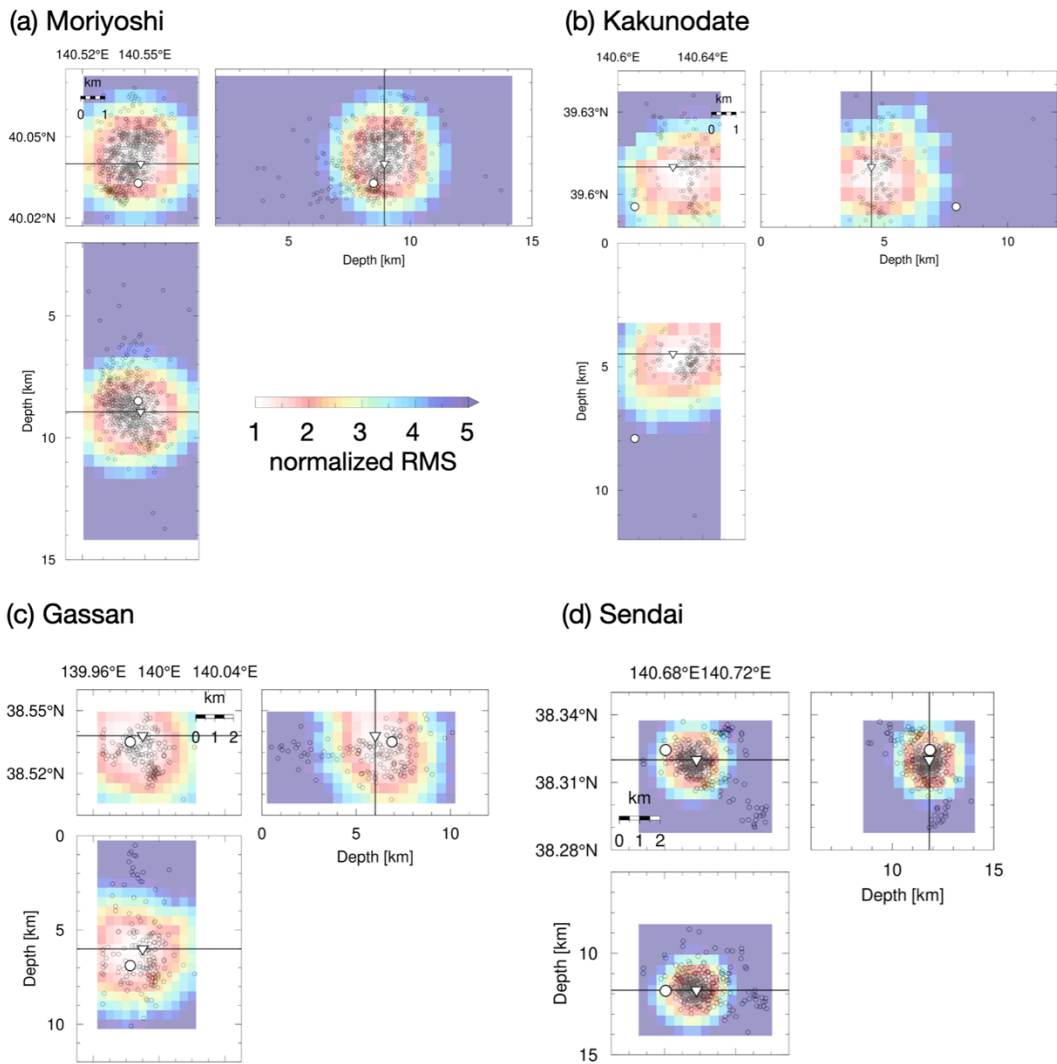 (a) Moriyoshi
140.52°E 140.55°E
km
0 1
40.05°N
40.02°N
5 10 15
Depth [km]
5
10
15
Depth [km]
1 2 3 4 5
normalized RMS
(b) Kakunodate
140.6°E 140.64°E
km
0 1
39.63°N
39.6°N
0 5 10
Depth [km]
0
5
10
Depth [km]
(c) Gassan
139.96°E 140°E 140.04°E
km
0 1 2
38.55°N
38.52°N
0 5 10
Depth [km]
0
5
10
Depth [km]
(d) Sendai
140.68°E 140.72°E
km
0 1 2
38.34°N
38.31°N
38.28°N
10 15
Depth [km]
10
15
Depth [km]